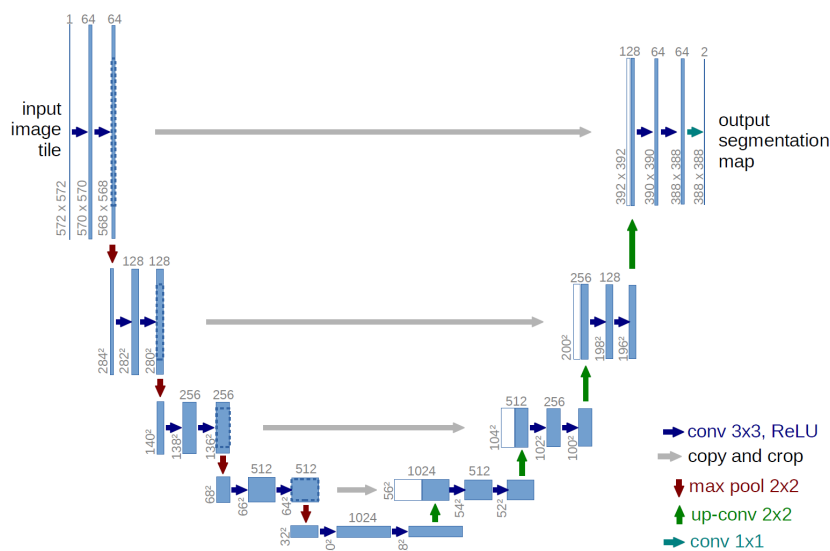 1 64 64
128 64 64 2
input
image
tile
output
segmentation
map
572 x 572
570 x 570
568 x 568
392 x 392
390 x 390
388 x 388
388 x 388
128 128
256 128
284²
282²
280²
200²
198²
196²
256 256
512 256
140²
138²
136²
104²
102²
100²
512 512
1024 512
68²
66²
64²
56²
54²
52²
1024
32²
0²
8²
conv 3x3, ReLU
copy and crop
max pool 2x2
up-conv 2x2
conv 1x1